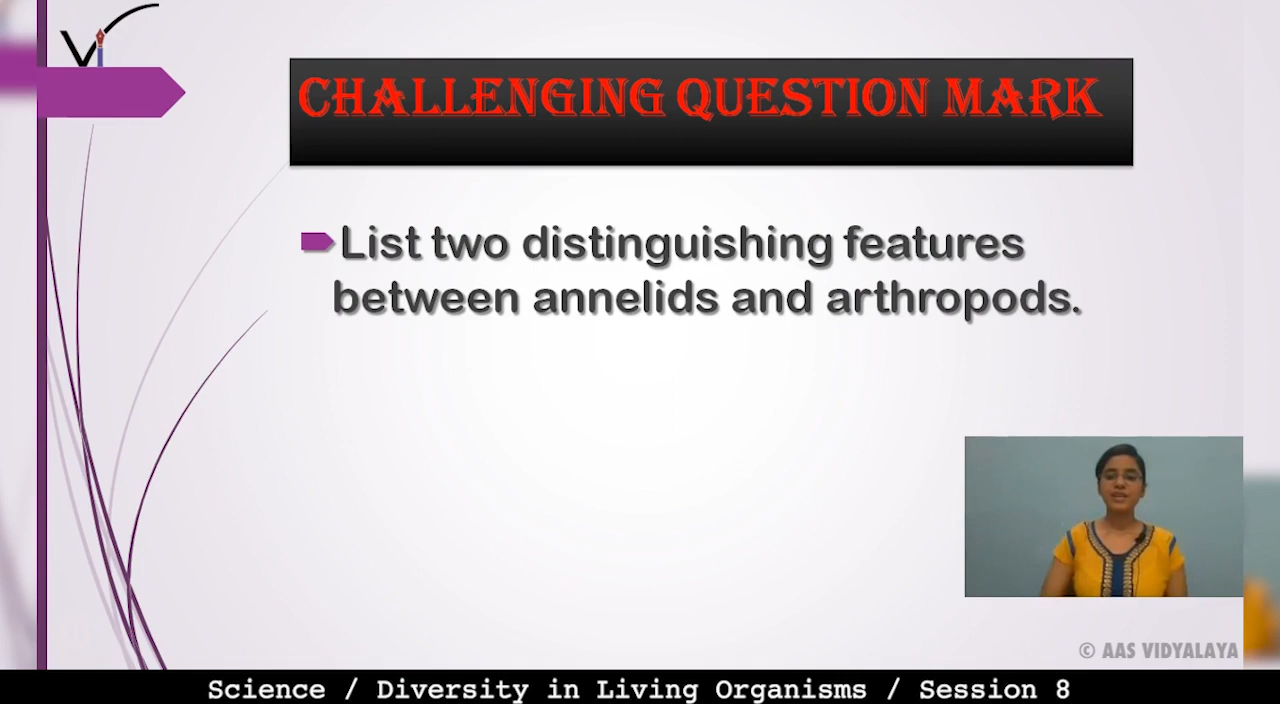 CHALLENGING QUESTION MARK
List two distinguishing features
between annelids and arthropods.
© AAS VIDYALAYA
Science / Diversity in Living Organisms / Session 8